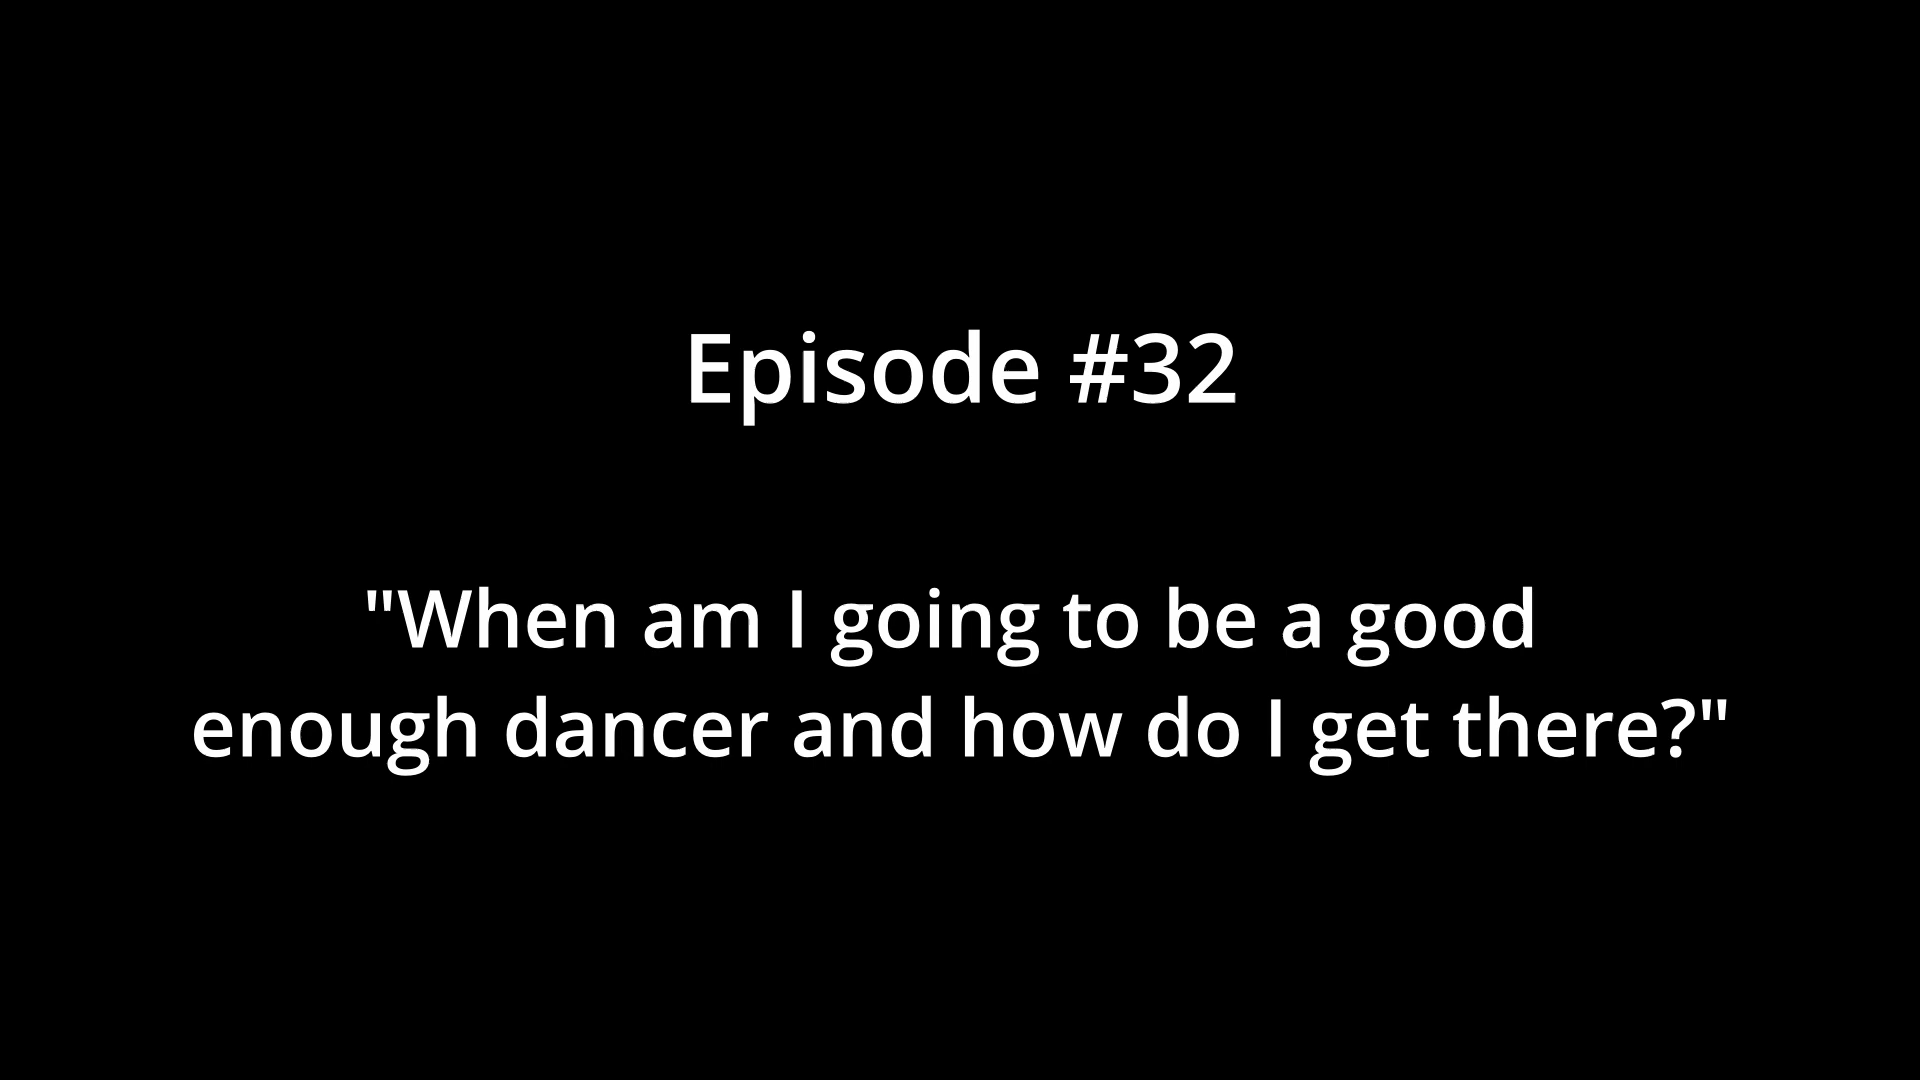 Episode #32
"When am I going to be a good
enough dancer and how do I get there?"